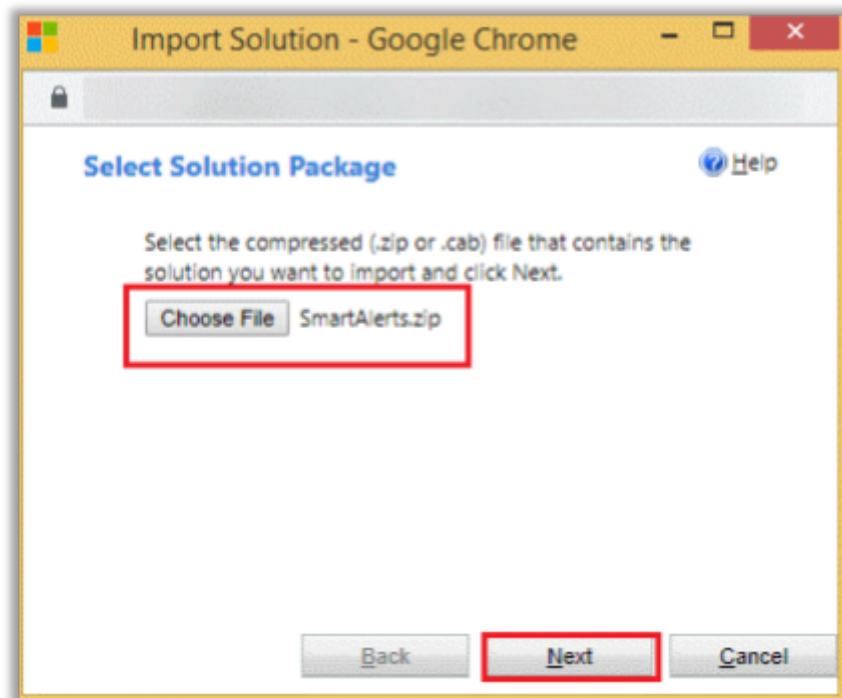 Import Solution - Google Chrome
Select Solution Package
Help
Select the compressed (.zip or .cab) file that contains the
solution you want to import and click Next.
Choose File SmartAlerts.zip
Back Next Cancel